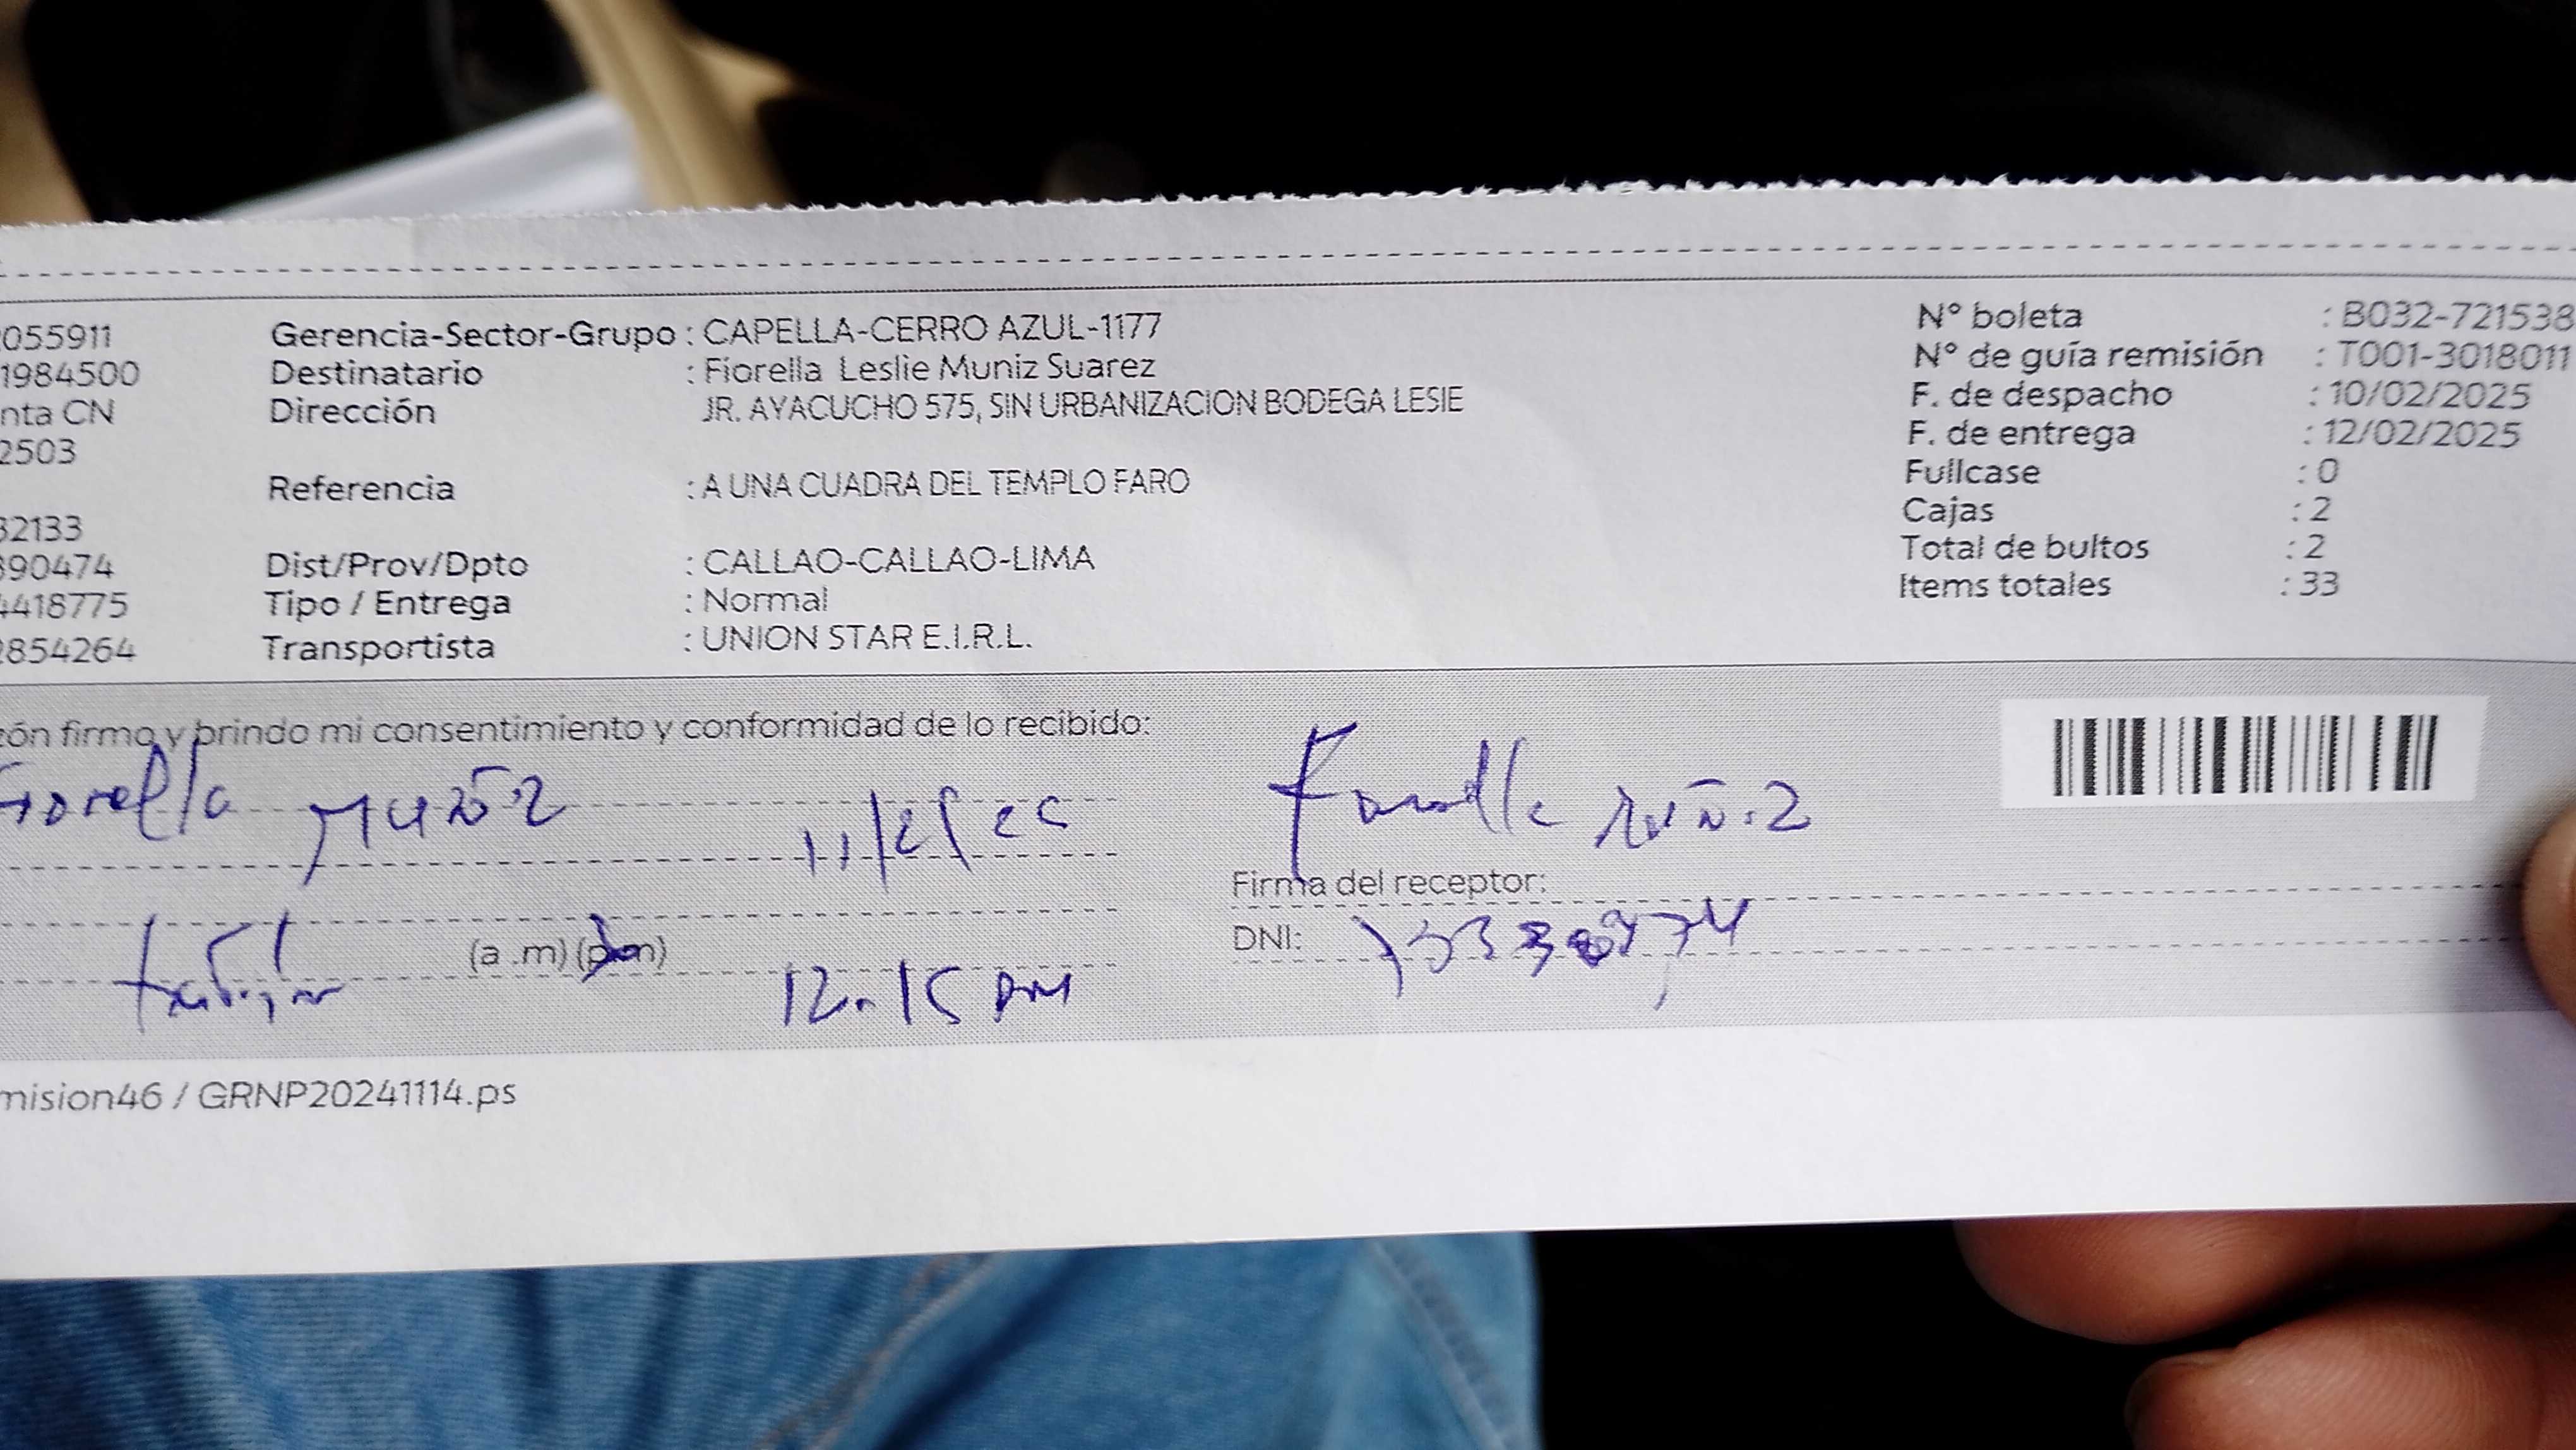 055911 Gerencia-Sector-Grupo : CAPELLA-CERRO AZUL-1177 N° boleta : B032-721538
1984500 Destinatario : Fiorella Leslie Muniz Suarez N° de guía remisión : T001-3018011
nta CN Dirección JR. AYACUCHO 575, SIN URBANIZACION BODEGA LESIE F. de despacho : 10/02/2025
2503 F. de entrega : 12/02/2025
Referencia : A UNA CUADRA DEL TEMPLO FARO Fullcase : 0
32133 Cajas : 2
390474 Dist/Prov/Dpto : CALLAO-CALLAO-LIMA Total de bultos : 2
4418775 Tipo / Entrega : Normal Items totales : 33
2854264 Transportista : UNION STAR E.I.R.L.
zón firmo y brindo mi consentimiento y conformidad de lo recibido:
Fiorella
Firma del receptor:
(a .m) (p.m) DNI:
12.15 PM
mision46 / GRNP20241114.ps